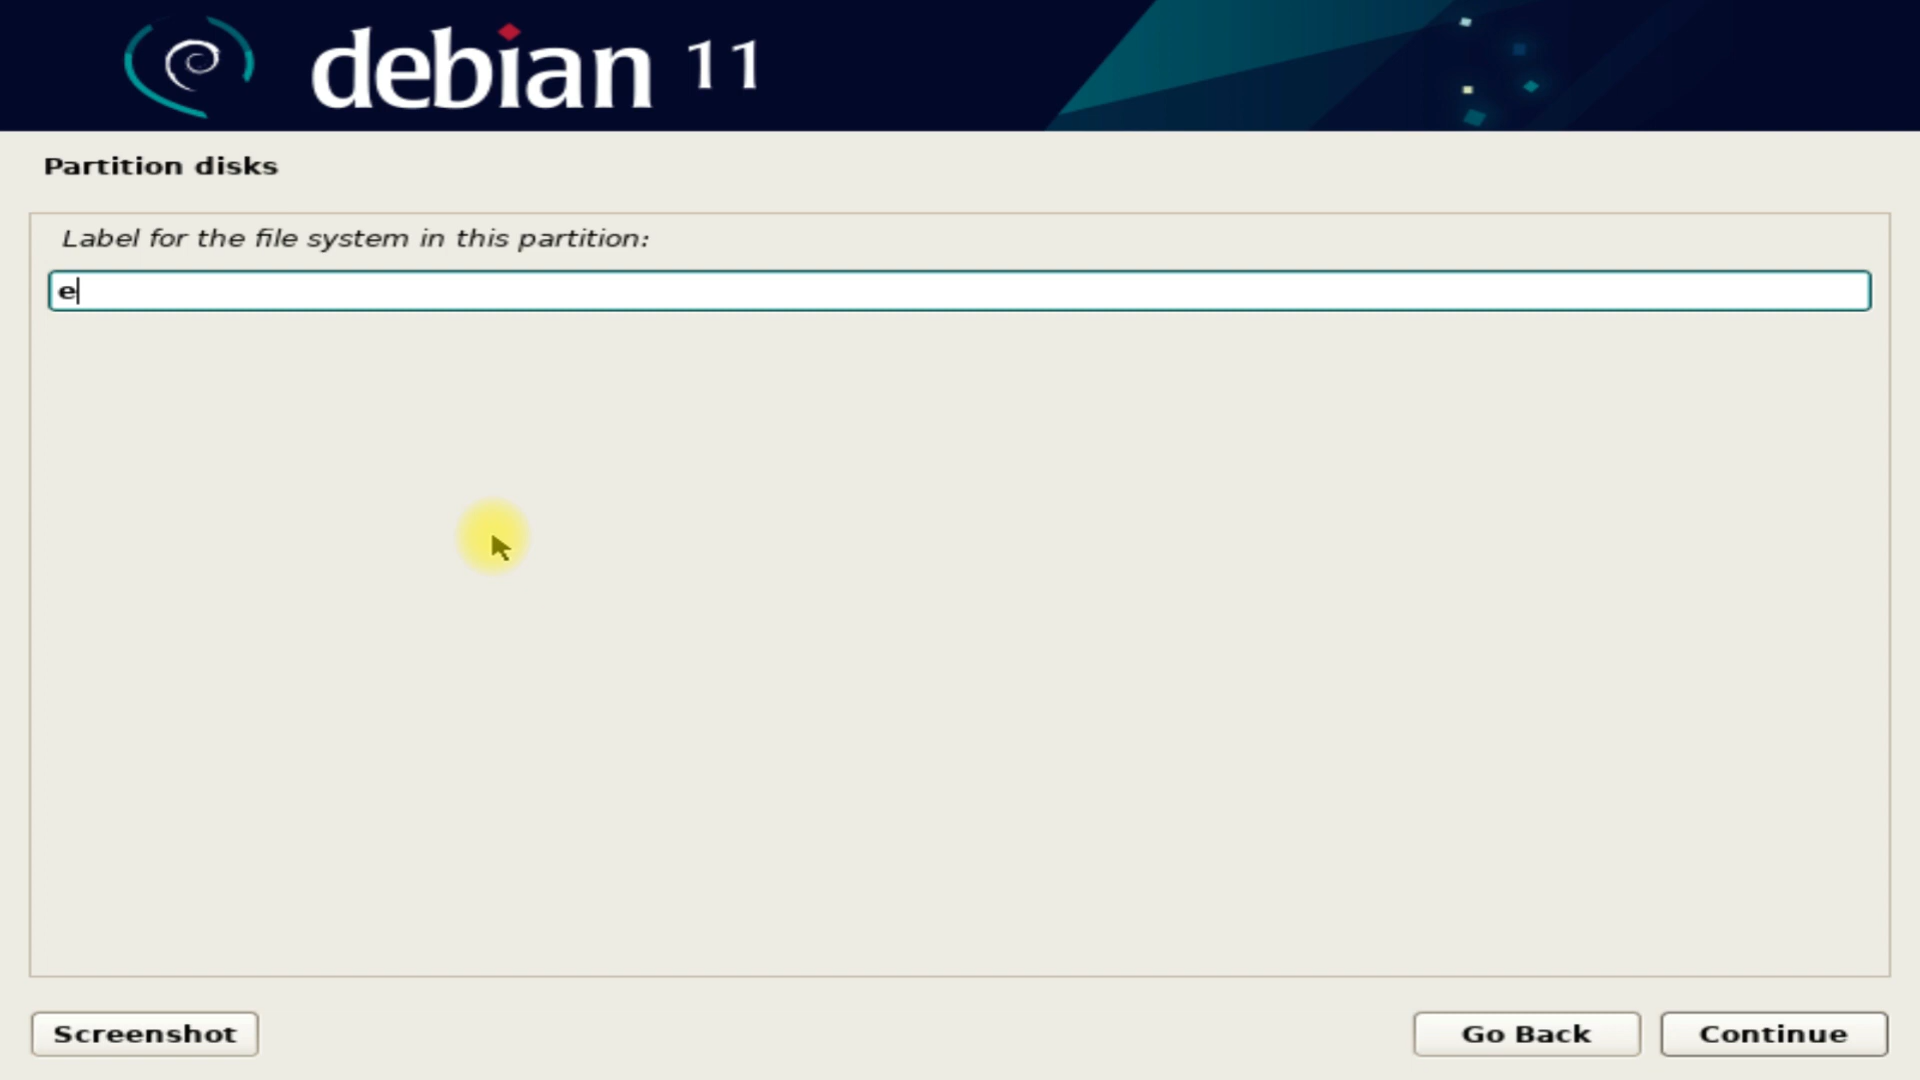 debian 11
Partition disks
Label for the file system in this partition:
e
Screenshot
Go Back
Continue